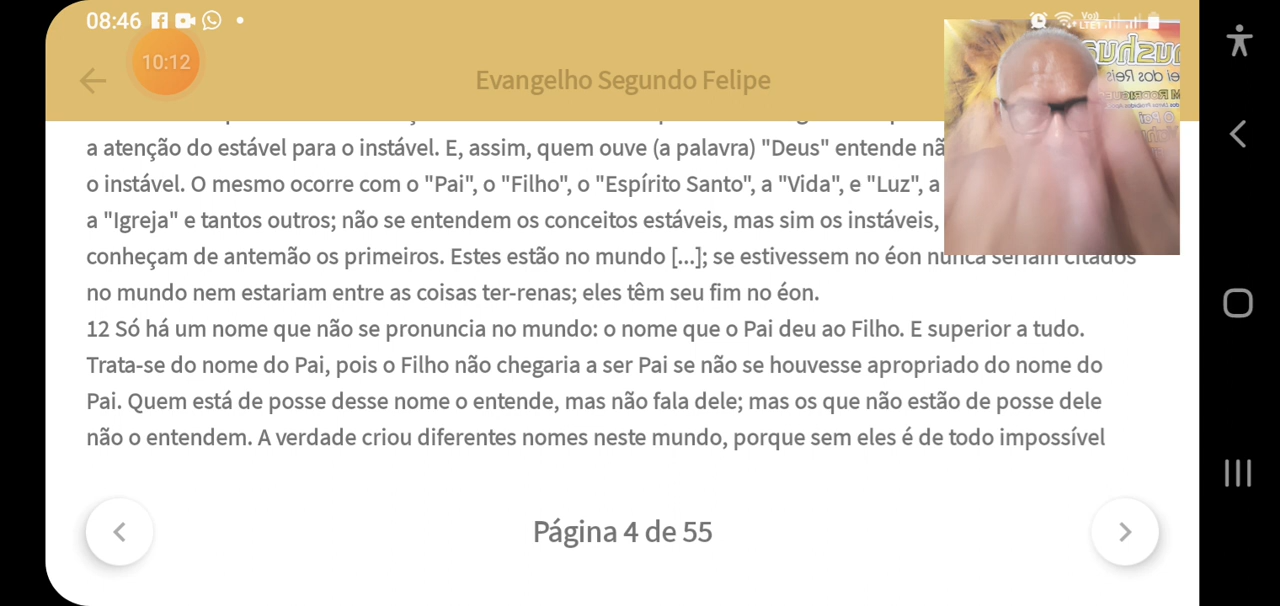 08:46
Voj)
LTE1
10:12
Evangelho Segundo Felipe
a atenção do estável para o instável. E, assim, quem ouve (a palavra) "Deus" entende nã
o instável. O mesmo ocorre com o "Pai", o "Filho", o "Espírito Santo", a "Vida", e "Luz", a
a "Igreja" e tantos outros; não se entendem os conceitos estáveis, mas sim os instáveis,
conheçam de antemão os primeiros. Estes estão no mundo [...]; se estivessem no éon nunca seriam citados
no mundo nem estariam entre as coisas ter-renas; eles têm seu fim no éon.
12 Só há um nome que não se pronuncia no mundo: o nome que o Pai deu ao Filho. E superior a tudo.
Trata-se do nome do Pai, pois o Filho não chegaria a ser Pai se não se houvesse apropriado do nome do
Pai. Quem está de posse desse nome o entende, mas não fala dele; mas os que não estão de posse dele
não o entendem. A verdade criou diferentes nomes neste mundo, porque sem eles é de todo impossível
Página 4 de 55